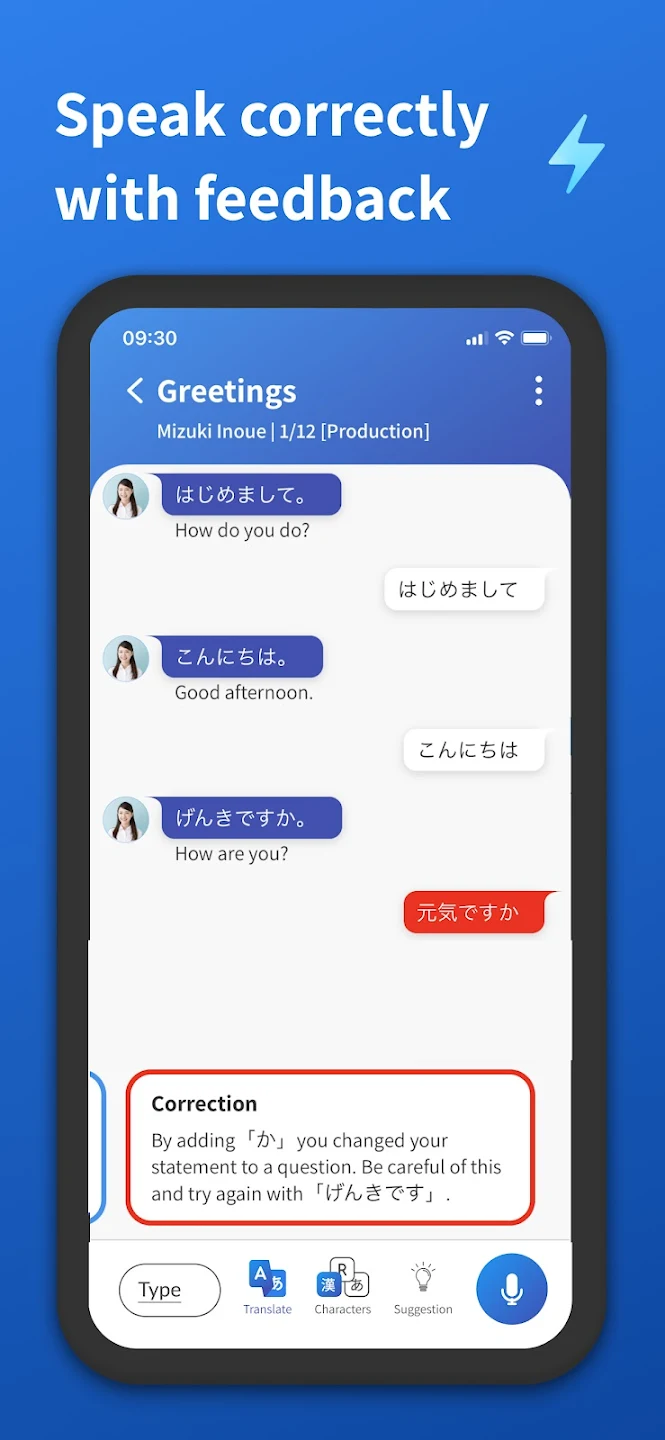 Speak correctly
with feedback
09:30
Greetings
Mizuki Inoue | 1/12 [Production]
はじめまして。
How do you do?
はじめまして
こんにちは。
Good afternoon.
こんにちは
げんきですか。
How are you?
元気ですか
Correction
By adding「か」you changed your
statement to a question. Be careful of this
and try again with「げんきです」.
Type
A あ
Translate
漢 R あ
Characters
Suggestion